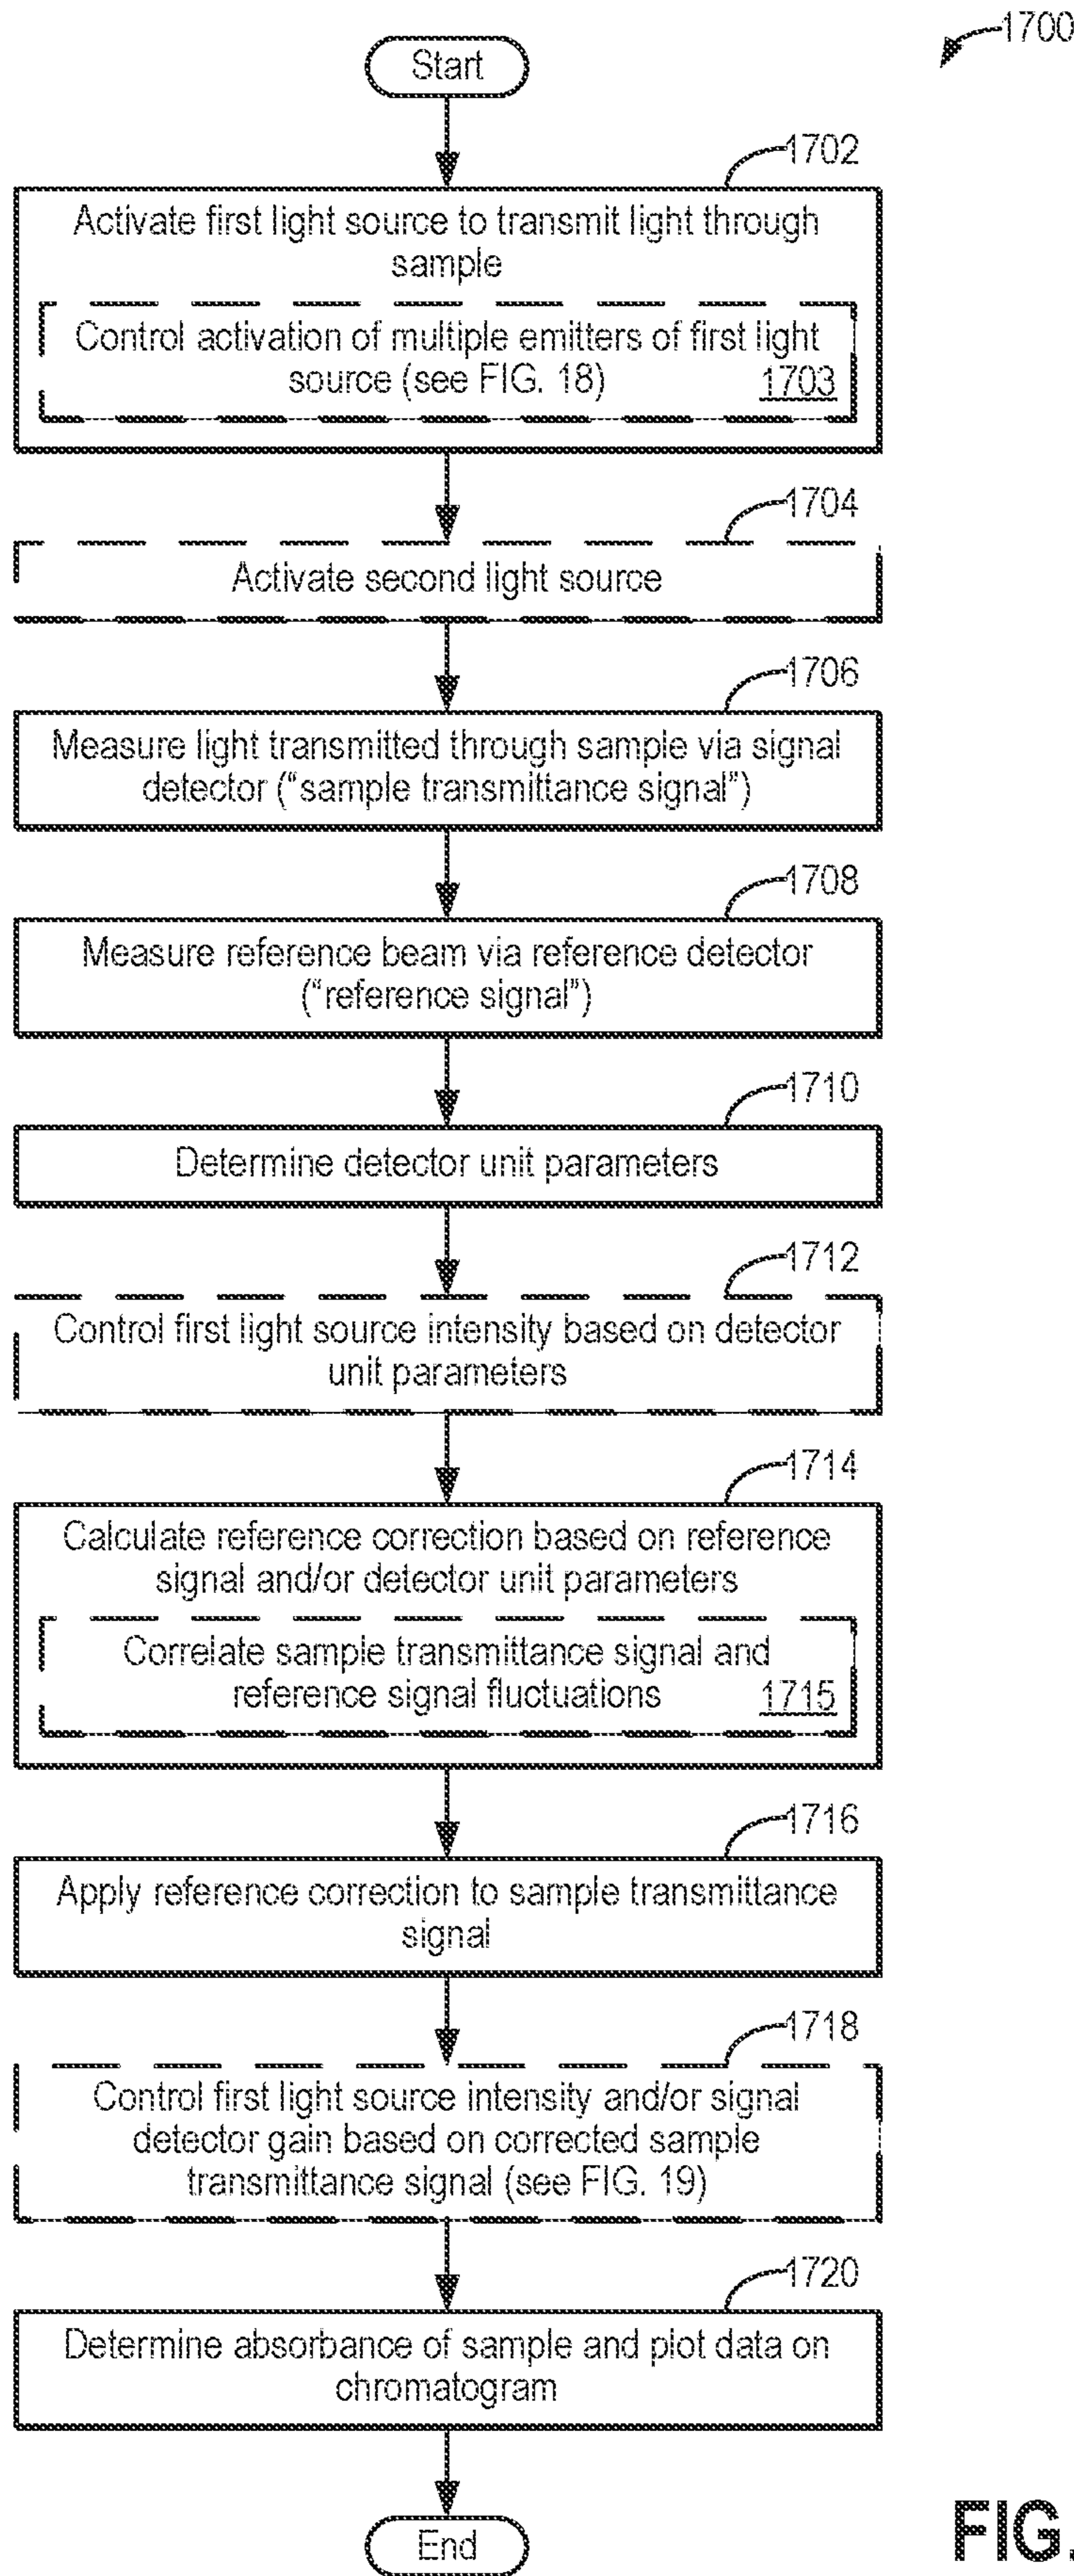 1700
Start
1702
Activate first light source to transmit light through
sample
Control activation of multiple emitters of first light
source (see FIG. 18) 1703
1704
Activate second light source
1706
Measure light transmitted through sample via signal
detector (“sample transmittance signal”)
1708
Measure reference beam via reference detector
(“reference signal”)
1710
Determine detector unit parameters
1712
Control first light source intensity based on detector
unit parameters
1714
Calculate reference correction based on reference
signal and/or detector unit parameters
Correlate sample transmittance signal and
reference signal fluctuations 1715
1716
Apply reference correction to sample transmittance
signal
1718
Control first light source intensity and/or signal
detector gain based on corrected sample
transmittance signal (see FIG. 19)
1720
Determine absorbance of sample and plot data on
chromatogram
End
FIG.